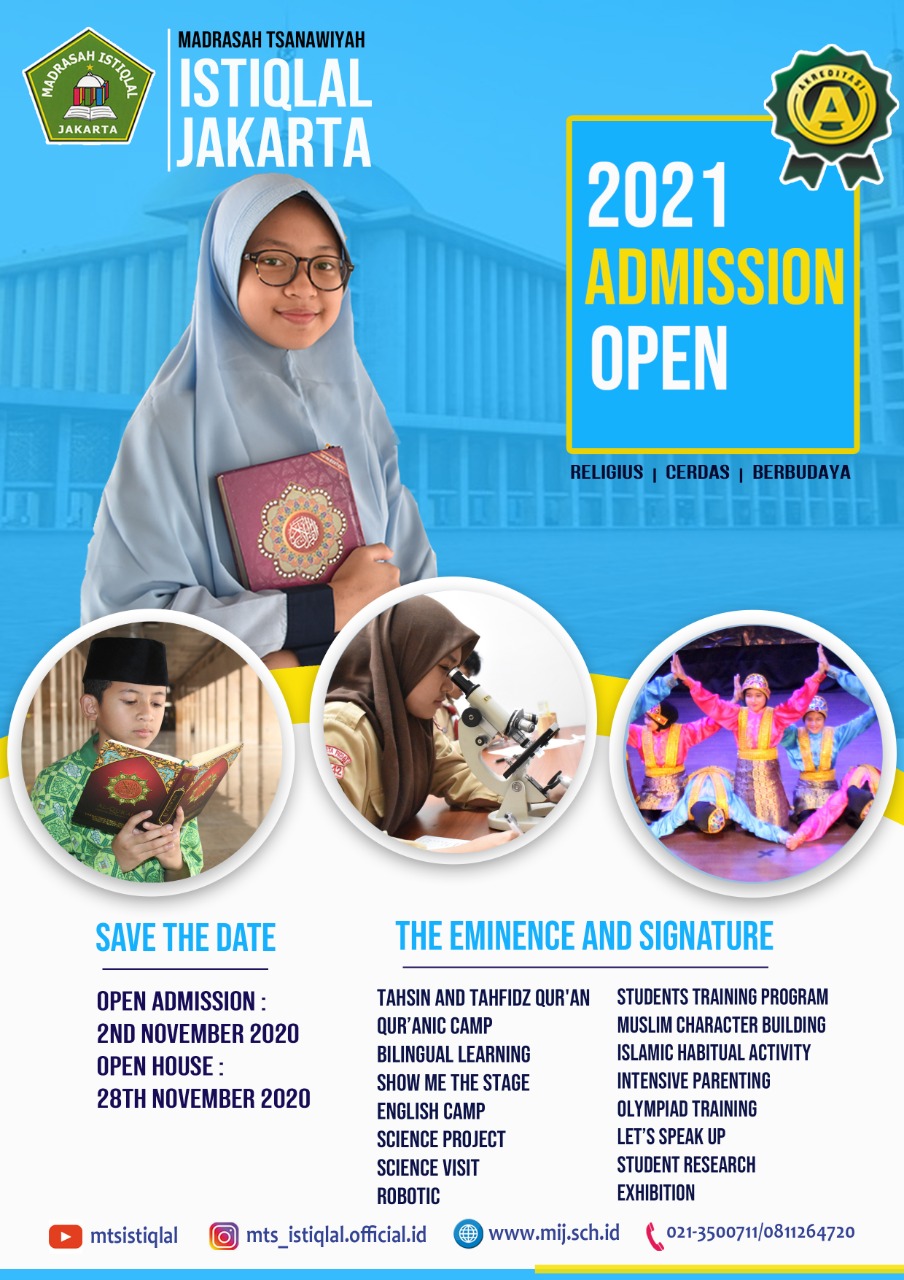 MADRASAH ISTIQLAL
JAKARTA
MADRASAH TSANAWIYAH
ISTIQLAL
JAKARTA
AKREDITASI
A
2021
ADMISSION
OPEN
RELIGIUS | CERDAS | BERBUDAYA
SAVE THE DATE
OPEN ADMISSION :
2ND NOVEMBER 2020
OPEN HOUSE :
28TH NOVEMBER 2020
THE EMINENCE AND SIGNATURE
TAHSIN AND TAHFIDZ QUR'AN
QUR'ANIC CAMP
BILINGUAL LEARNING
SHOW ME THE STAGE
ENGLISH CAMP
SCIENCE PROJECT
SCIENCE VISIT
ROBOTIC
STUDENTS TRAINING PROGRAM
MUSLIM CHARACTER BUILDING
ISLAMIC HABITUAL ACTIVITY
INTENSIVE PARENTING
OLYMPIAD TRAINING
LET'S SPEAK UP
STUDENT RESEARCH
EXHIBITION
mtsistiqlal
mts_istiqlal.official.id
www.mij.sch.id
021-3500711/0811264720